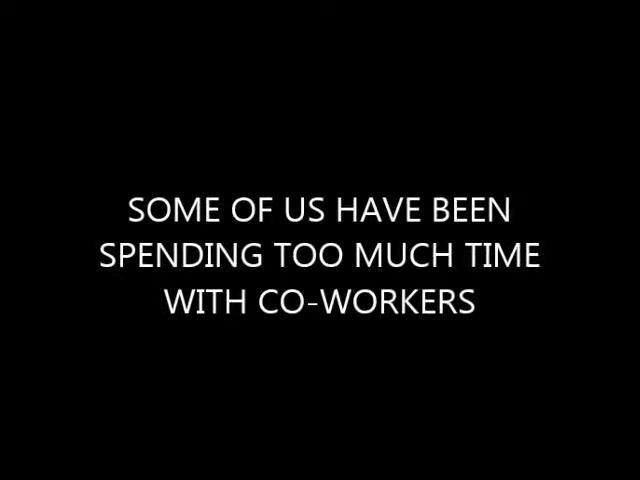 SOME OF US HAVE BEEN
SPENDING TOO MUCH TIME
WITH CO-WORKERS